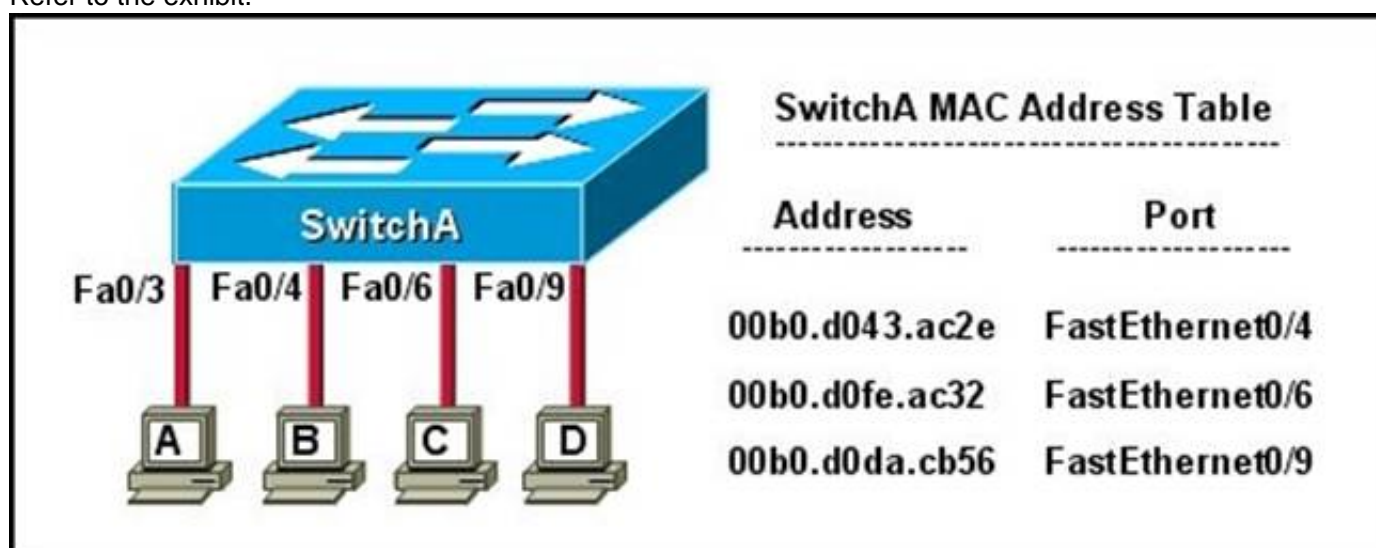 Refer to the exhibit.
SwitchA MAC Address Table
Address Port
00b0.d043.ac2e FastEthernet0/4
00b0.d0fe.ac32 FastEthernet0/6
00b0.d0da.cb56 FastEthernet0/9
SwitchA
Fa0/3 Fa0/4 Fa0/6 Fa0/9
A B C D